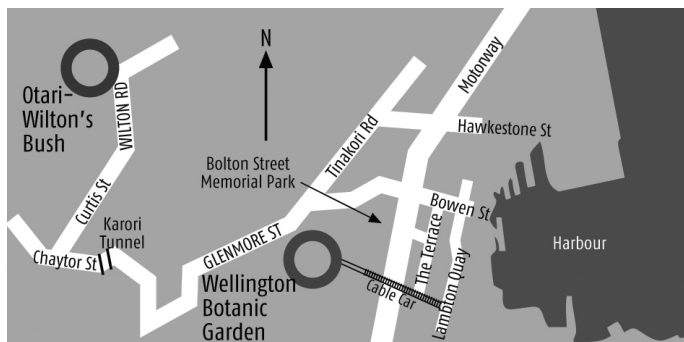 N
Motorway
Otari–
Wilton's
Bush
WILTON RD
Tinakori Rd
Hawkestone St
Bolton Street
Memorial Park
Curtis St
Bowen St
Karori
Tunnel
Chaytor St
GLENMORE ST
The Terrace
Harbour
Wellington
Botanic
Garden
Cable Car
Lambton Quay